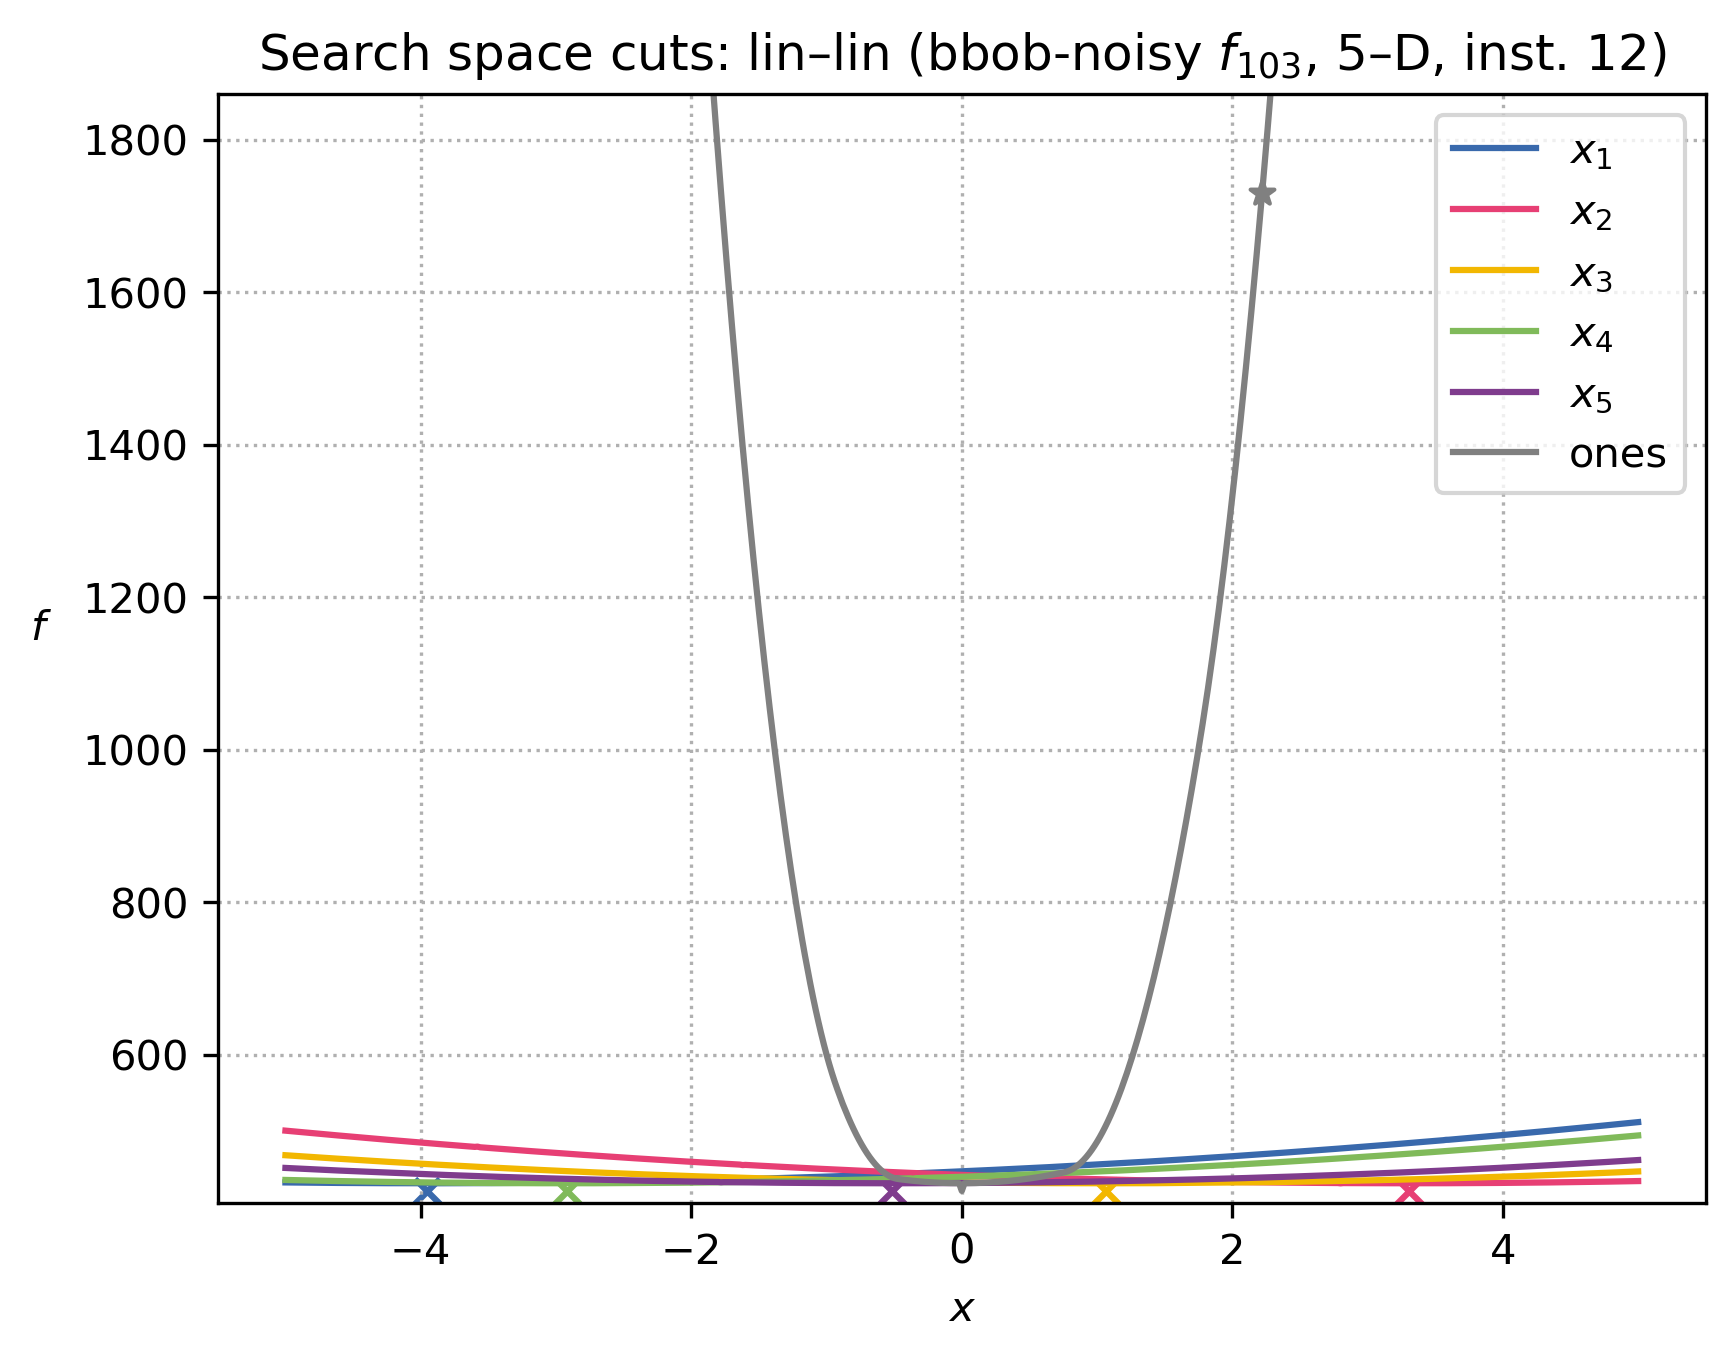 Search space cuts: lin–lin (bbob-noisy f₁₀₃, 5–D, inst. 12)
1800
1600
1400
1200
1000
800
600
f
−4 −2 0 2 4
x
x₁
x₂
x₃
x₄
x₅
ones